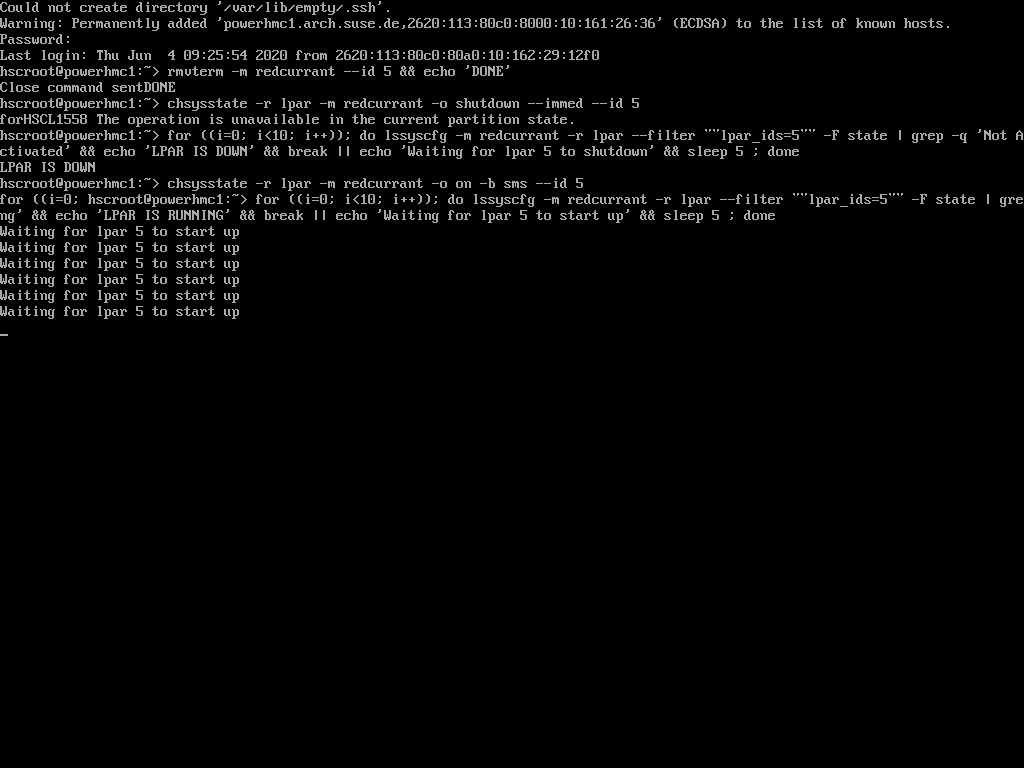 Could not create directory '/var/lib/empty/.ssh'.
Warning: Permanently added 'powerhmc1.arch.suse.de,2620:113:80c0:8000:10:161:26:36' (ECDSA) to the list of known hosts.
Password:
Last login: Thu Jun  4 09:25:54 2020 from 2620:113:80c0:80a0:10:162:29:12f0
hscroot@powerhmc1:~> rmvterm -m redcurrant --id 5 && echo 'DONE'
Close command sentDONE
hscroot@powerhmc1:~> chsysstate -r lpar -m redcurrant -o shutdown --immed --id 5
forHSCL1558 The operation is unavailable in the current partition state.
hscroot@powerhmc1:~> for ((i=0; i<10; i++)); do lssyscfg -m redcurrant -r lpar --filter ""lpar_ids=5"" -F state | grep -q 'Not A
ctivated' && echo 'LPAR IS DOWN' && break || echo 'Waiting for lpar 5 to shutdown' && sleep 5 ; done
LPAR IS DOWN
hscroot@powerhmc1:~> chsysstate -r lpar -m redcurrant -o on -b sms --id 5
for ((i=0; hscroot@powerhmc1:~> for ((i=0; i<10; i++)); do lssyscfg -m redcurrant -r lpar --filter ""lpar_ids=5"" -F state | gre
ng' && echo 'LPAR IS RUNNING' && break || echo 'Waiting for lpar 5 to start up' && sleep 5 ; done
Waiting for lpar 5 to start up
Waiting for lpar 5 to start up
Waiting for lpar 5 to start up
Waiting for lpar 5 to start up
Waiting for lpar 5 to start up
Waiting for lpar 5 to start up